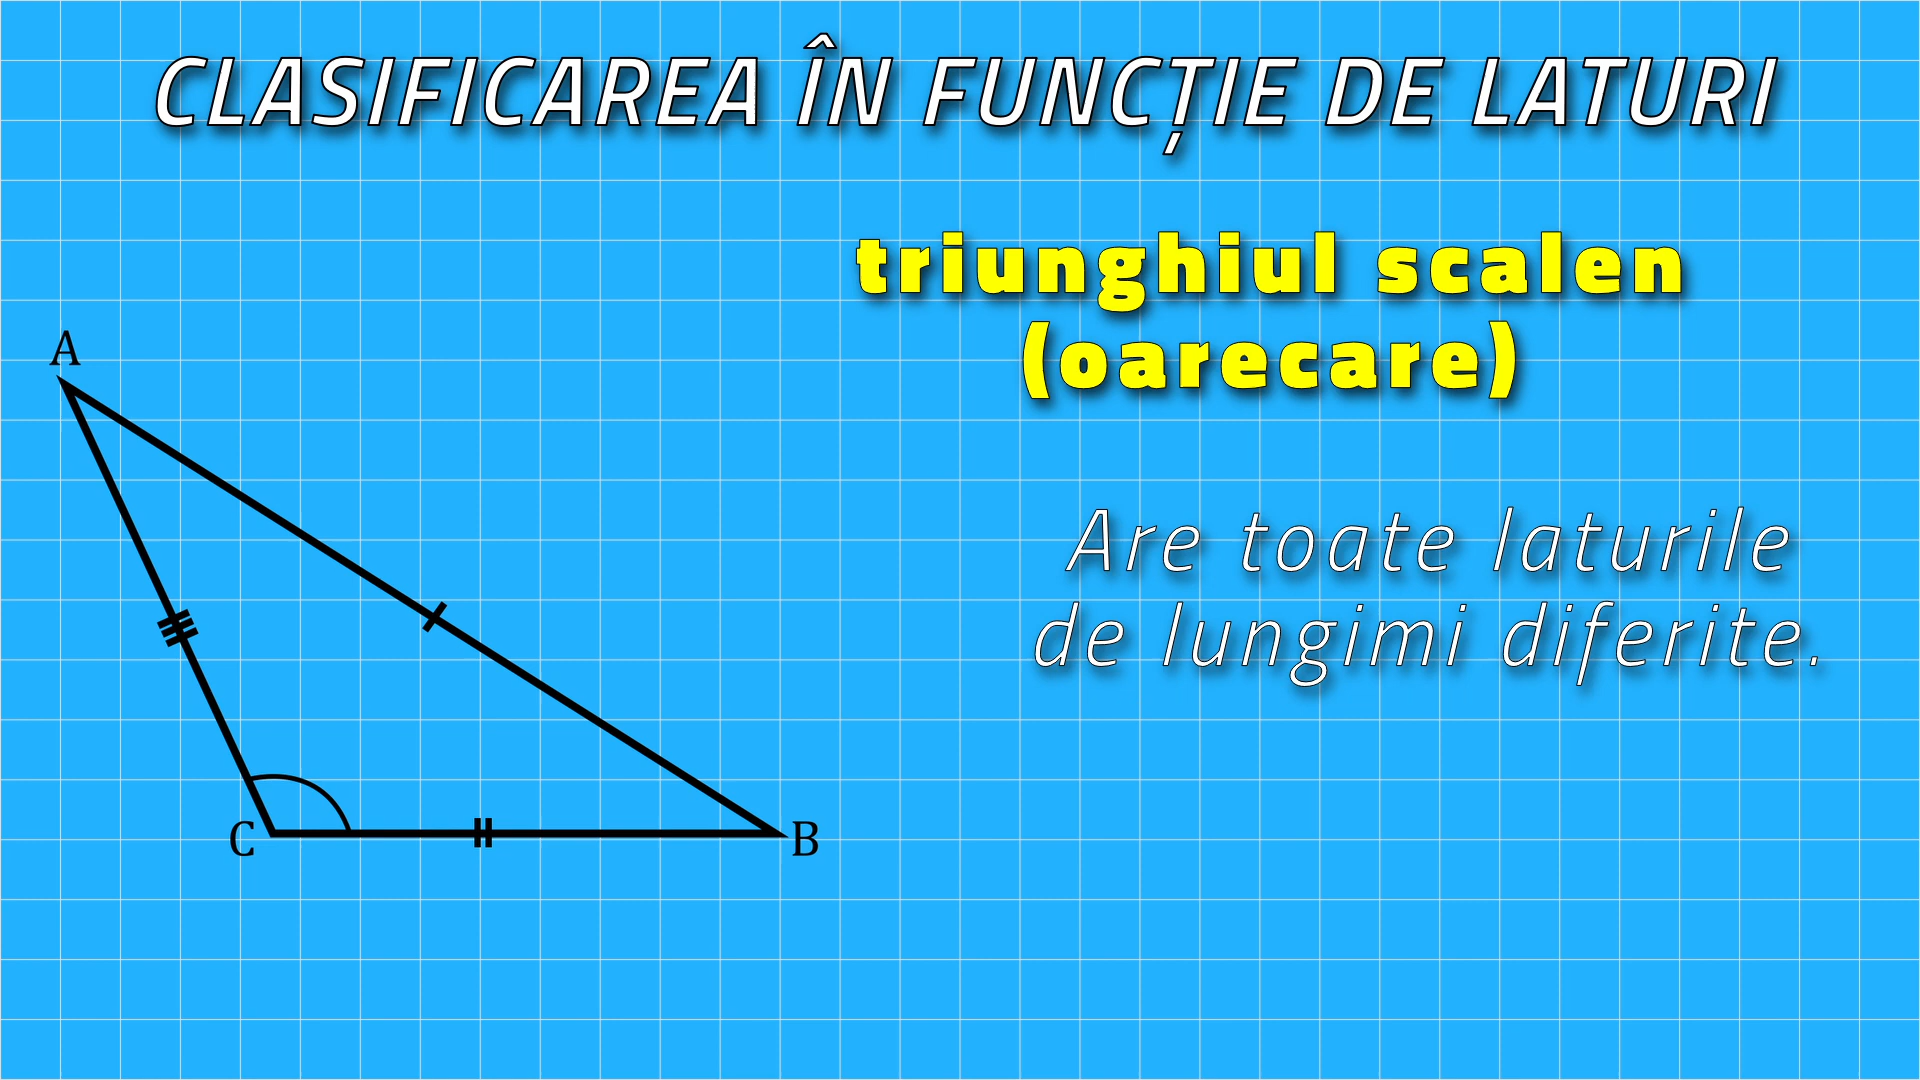 CLASIFICAREA ÎN FUNCȚIE DE LATURI
triunghiul scalen
(oarecare)
A
Are toate laturile
de lungimi diferite.
C
B